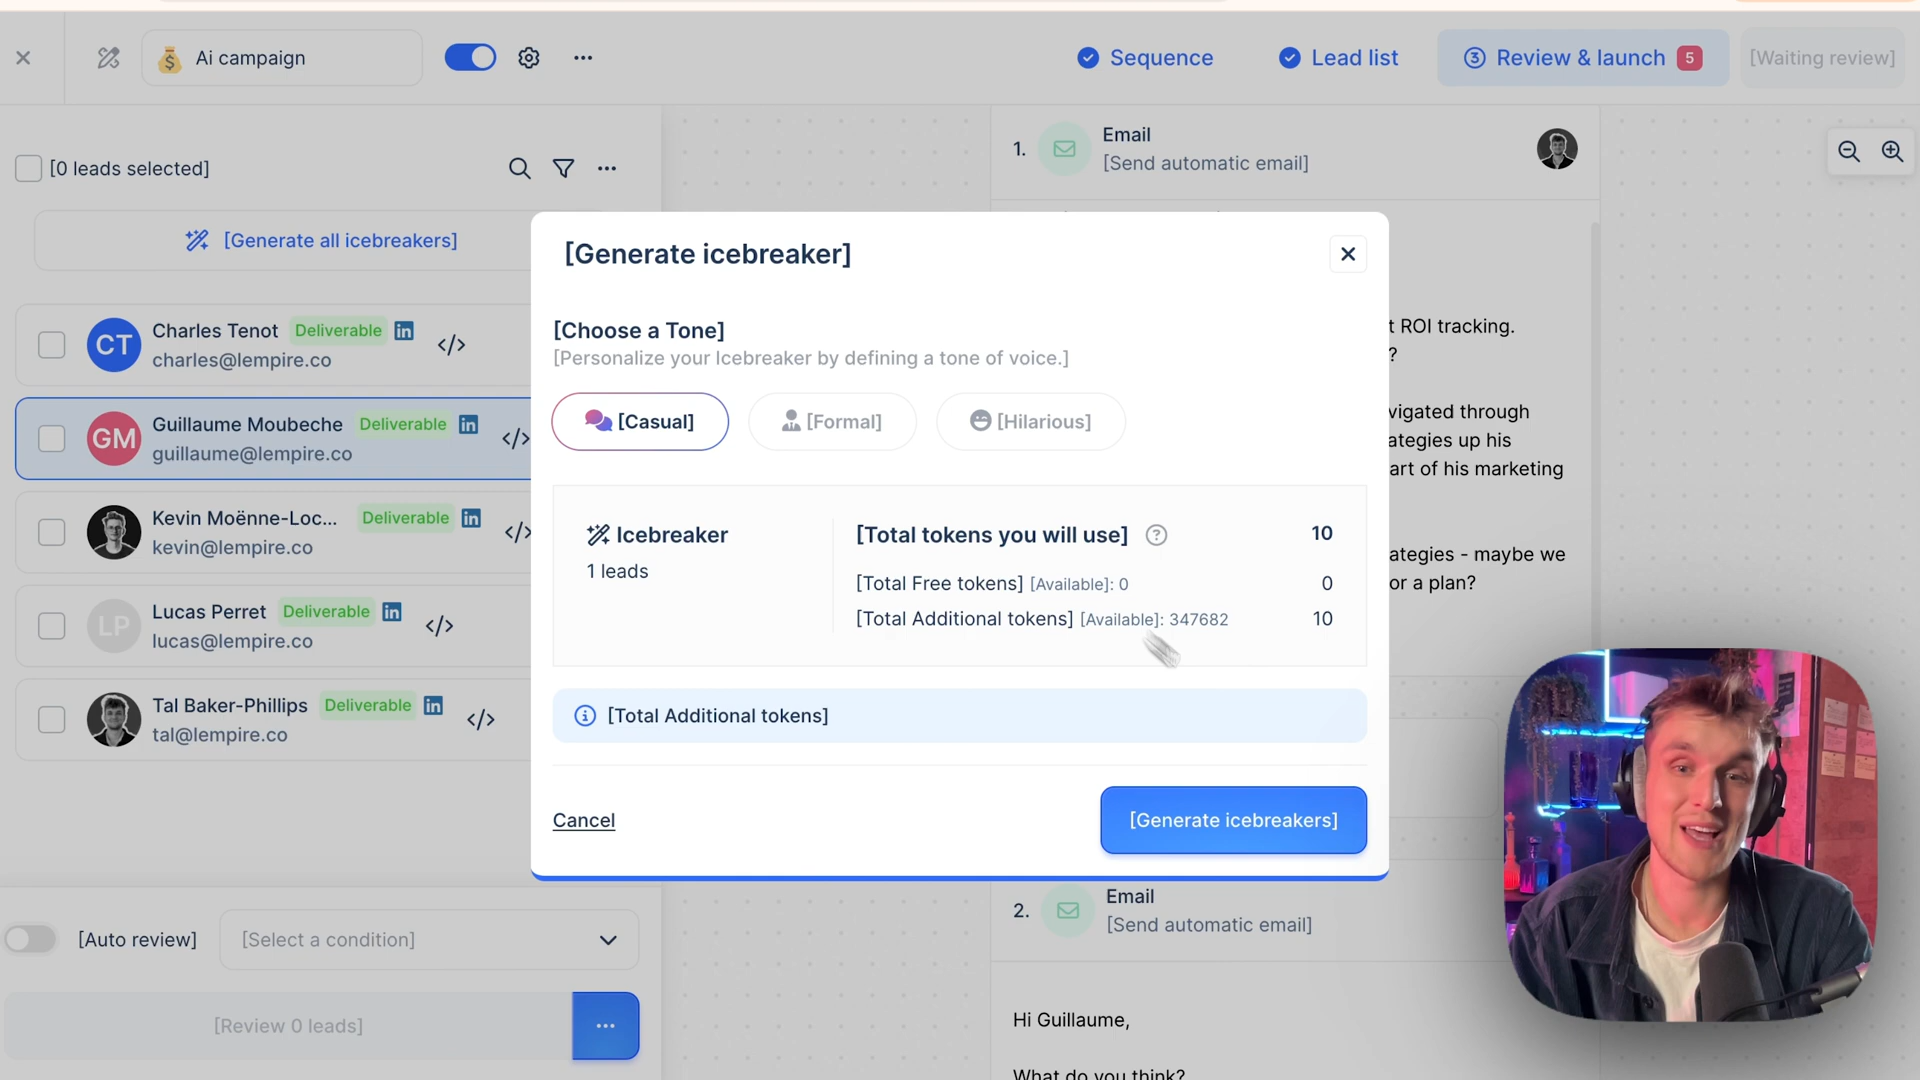 Ai campaign
Sequence
Lead list
3 Review & launch 5
[Waiting review]
[0 leads selected]
[Generate all icebreakers]
CT
Charles Tenot Deliverable in
charles@lempire.co
GM
Guillaume Moubeche Deliverable in
guillaume@lempire.co
Kevin Moënne-Loc... Deliverable in
kevin@lempire.co
LP
Lucas Perret Deliverable in
lucas@lempire.co
Tal Baker-Phillips Deliverable in
tal@lempire.co
[Auto review]
[Select a condition]
[Review 0 leads]
1.
Email
[Send automatic email]
[Generate icebreaker]
[Choose a Tone]
[Personalize your Icebreaker by defining a tone of voice.]
[Casual]
[Formal]
[Hilarious]
Icebreaker
1 leads
[Total tokens you will use] ? 10
[Total Free tokens] [Available]: 0 0
[Total Additional tokens] [Available]: 347682 10
[Total Additional tokens]
Cancel
[Generate icebreakers]
t ROI tracking.
?
vigated through
ategies up his
art of his marketing
ategies - maybe we
or a plan?
2.
Email
[Send automatic email]
Hi Guillaume,
What do you think?